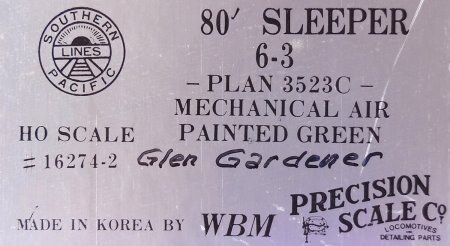 SOUTHERN
LINES
PACIFIC
80' SLEEPER
6-3
- PLAN 3523C -
MECHANICAL AIR
HO SCALE PAINTED GREEN
#16274-2 Glen Gardener
MADE IN KOREA BY WBM
PRECISION
SCALE CO
LOCOMOTIVES
DETAILING PARTS